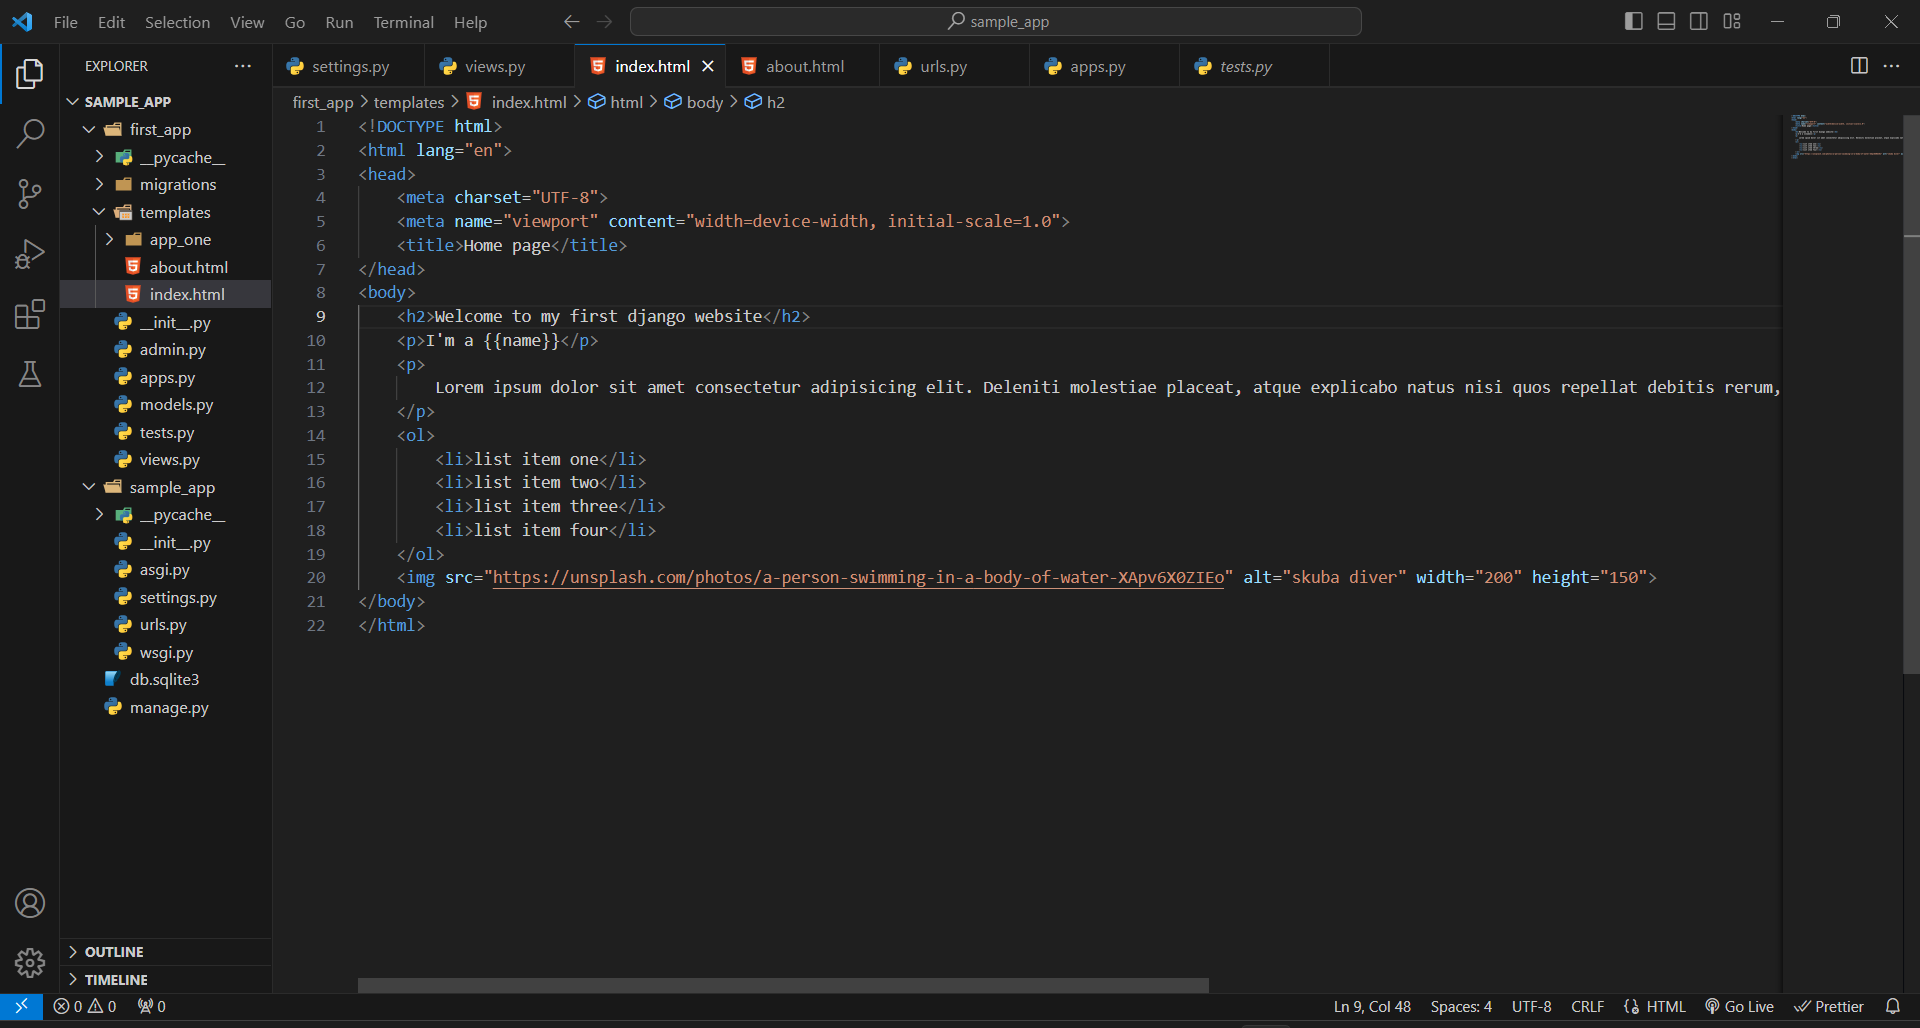 File Edit Selection View Go Run Terminal Help sample_app
EXPLORER
SAMPLE_APP
first_app
__pycache__
migrations
templates
app_one
about.html
index.html
__init__.py
admin.py
apps.py
models.py
tests.py
views.py
sample_app
__pycache__
__init__.py
asgi.py
settings.py
urls.py
wsgi.py
db.sqlite3
manage.py
OUTLINE
TIMELINE
settings.py views.py index.html about.html urls.py apps.py tests.py
first_app > templates > index.html > html > body > h2
1 <!DOCTYPE html>
2 <html lang="en">
3 <head>
4 <meta charset="UTF-8">
5 <meta name="viewport" content="width=device-width, initial-scale=1.0">
6 <title>Home page</title>
7 </head>
8 <body>
9 <h2>Welcome to my first django website</h2>
10 <p>I'm a {{name}}</p>
11 <p>
12 Lorem ipsum dolor sit amet consectetur adipisicing elit. Deleniti molestiae placeat, atque explicabo natus nisi quos repellat debitis rerum,
13 </p>
14 <ol>
15 <li>list item one</li>
16 <li>list item two</li>
17 <li>list item three</li>
18 <li>list item four</li>
19 </ol>
20 <img src="https://unsplash.com/photos/a-person-swimming-in-a-body-of-water-XApv6X0ZIEo" alt="skuba diver" width="200" height="150">
21 </body>
22 </html>
0 0 0 Ln 9, Col 48 Spaces: 4 UTF-8 CRLF {} HTML Go Live Prettier